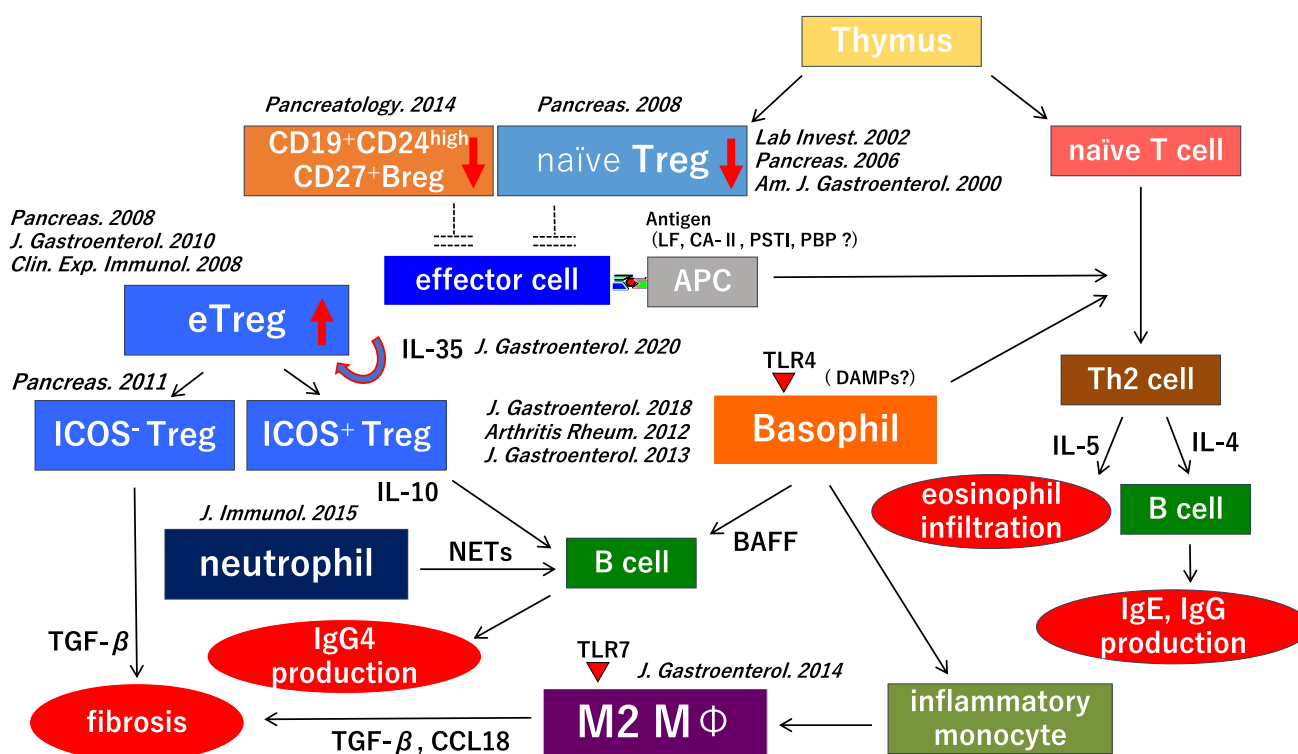 Thymus
Pancreatology. 2014
Pancreas. 2008
CD19⁺CD24ʰⁱᵍʰ
CD27⁺Breg
naïve Treg
Lab Invest. 2002
Pancreas. 2006
Am. J. Gastroenterol. 2000
naïve T cell
Pancreas. 2008
J. Gastroenterol. 2010
Clin. Exp. Immunol. 2008
Antigen
(LF, CA-II, PSTI, PBP ?)
effector cell
APC
eTreg
IL-35
J. Gastroenterol. 2020
TLR4
( DAMPs?)
Th2 cell
Pancreas. 2011
ICOS⁻ Treg
ICOS⁺ Treg
J. Gastroenterol. 2018
Arthritis Rheum. 2012
J. Gastroenterol. 2013
Basophil
IL-5
IL-4
IL-10
eosinophil
infiltration
B cell
J. Immunol. 2015
neutrophil
NETs
B cell
BAFF
IgE, IgG
production
TGF-β
IgG4
production
TLR7
J. Gastroenterol. 2014
fibrosis
M2 MΦ
inflammatory
monocyte
TGF-β, CCL18